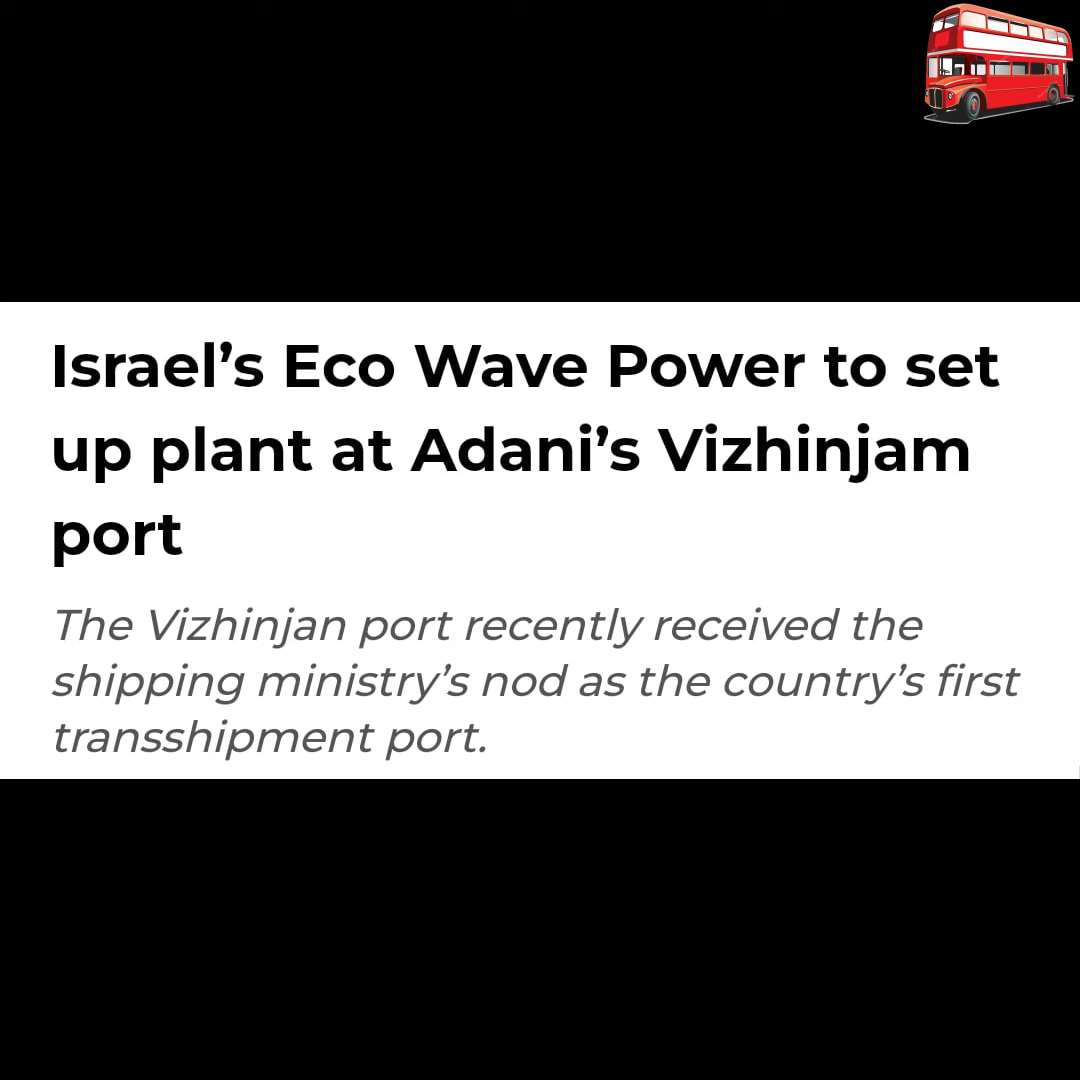 Israel’s Eco Wave Power to set
up plant at Adani’s Vizhinjam
port
The Vizhinjan port recently received the
shipping ministry’s nod as the country’s first
transshipment port.